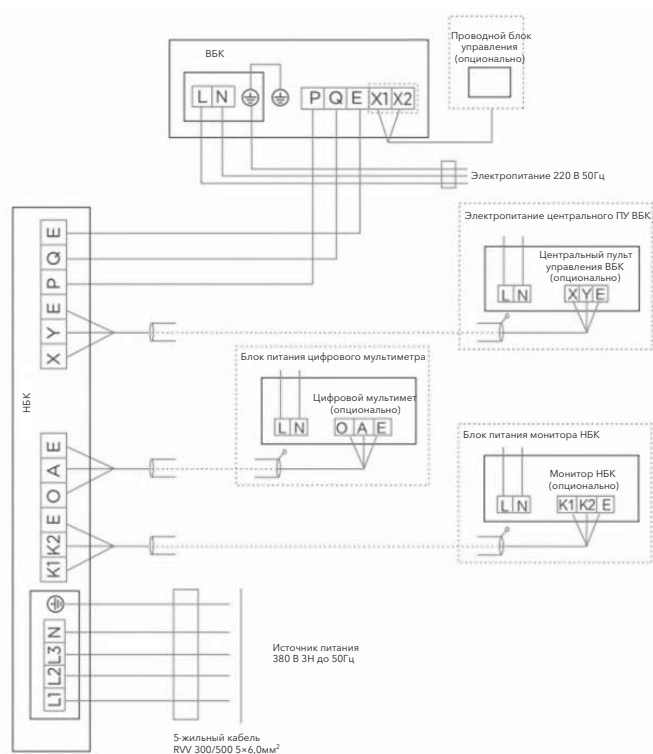 Проводной блок
управления
(опционально)
ВБК
L N P Q E X1 X2
Электропитание 220 В 50Гц
Электропитание центрального ПУ ВБК
Центральный пульт
управления ВБК
(опционально)
L N X Y E
Блок питания цифрового мультиметра
Цифровой мультимет
(опционально)
L N O A E
Блок питания монитора НБК
Монитор НБК
(опционально)
L N K1 K2 E
НБК
E
Q
P
E
Y
X
E
A
O
E
K2
K1
N
L3
L2
L1
Источник питания
380 В 3Н до 50Гц
5-жильный кабель
RVV 300/500 5×6,0мм²